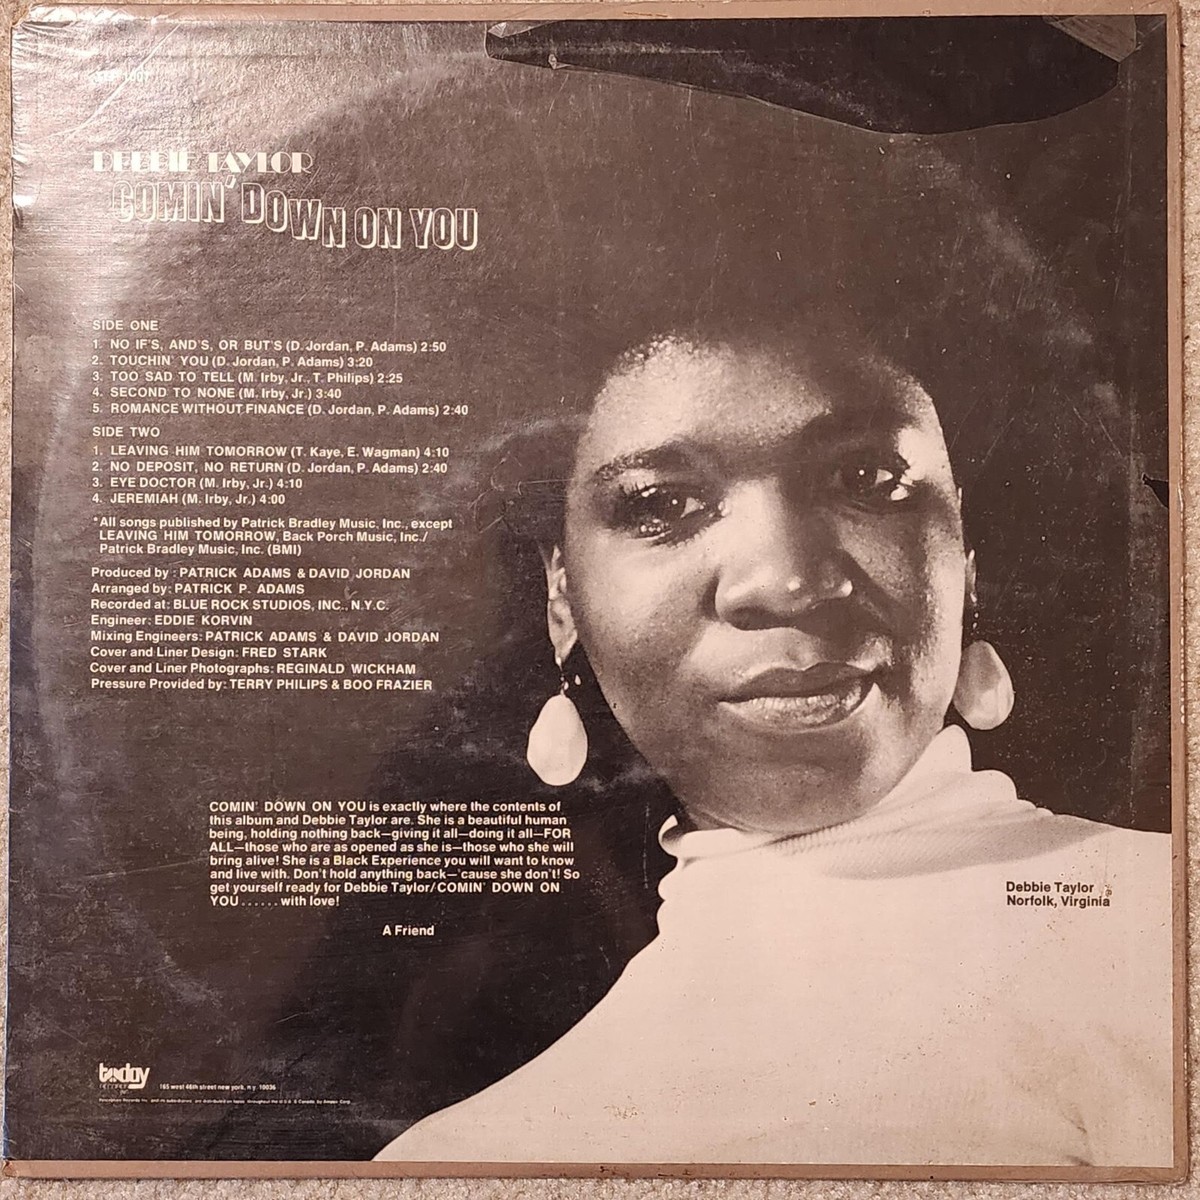 DEBBIE TAYLOR
COMIN' DOWN ON YOU
SIDE ONE
1. NO IF'S, AND'S, OR BUT'S (D. Jordan, P. Adams) 2:50
2. TOUCHIN' YOU (D. Jordan, P. Adams) 3:20
3. TOO SAD TO TELL (M. Irby, Jr., T. Philips) 2:25
4. SECOND TO NONE (M. Irby, Jr.) 3:40
5. ROMANCE WITHOUT FINANCE (D. Jordan, P. Adams) 2:40
SIDE TWO
1. LEAVING HIM TOMORROW (T. Kaye, E. Wagman) 4:10
2. NO DEPOSIT, NO RETURN (D. Jordan, P. Adams) 2:40
3. EYE DOCTOR (M. Irby, Jr.) 4:10
4. JEREMIAH (M. Irby, Jr.) 4:00
*All songs published by Patrick Bradley Music, Inc., except
LEAVING HIM TOMORROW, Back Porch Music, Inc./
Patrick Bradley Music, Inc. (BMI)
Produced by : PATRICK ADAMS & DAVID JORDAN
Arranged by: PATRICK P. ADAMS
Recorded at: BLUE ROCK STUDIOS, INC., N.Y.C.
Engineer: EDDIE KORVIN
Mixing Engineers: PATRICK ADAMS & DAVID JORDAN
Cover and Liner Design: FRED STARK
Cover and Liner Photographs: REGINALD WICKHAM
Pressure Provided by: TERRY PHILIPS & BOO FRAZIER
COMIN' DOWN ON YOU is exactly where the contents of
this album and Debbie Taylor are. She is a beautiful human
being, holding nothing back—giving it all—doing it all—FOR
ALL—those who are as opened as she is—those who she will
bring alive! She is a Black Experience you will want to know
and live with. Don't hold anything back—'cause she don't! So
get yourself ready for Debbie Taylor/COMIN' DOWN ON
YOU ...... with love!
A Friend
Debbie Taylor
Norfolk, Virginia
today
165 west 46th street new york, n.y. 10036